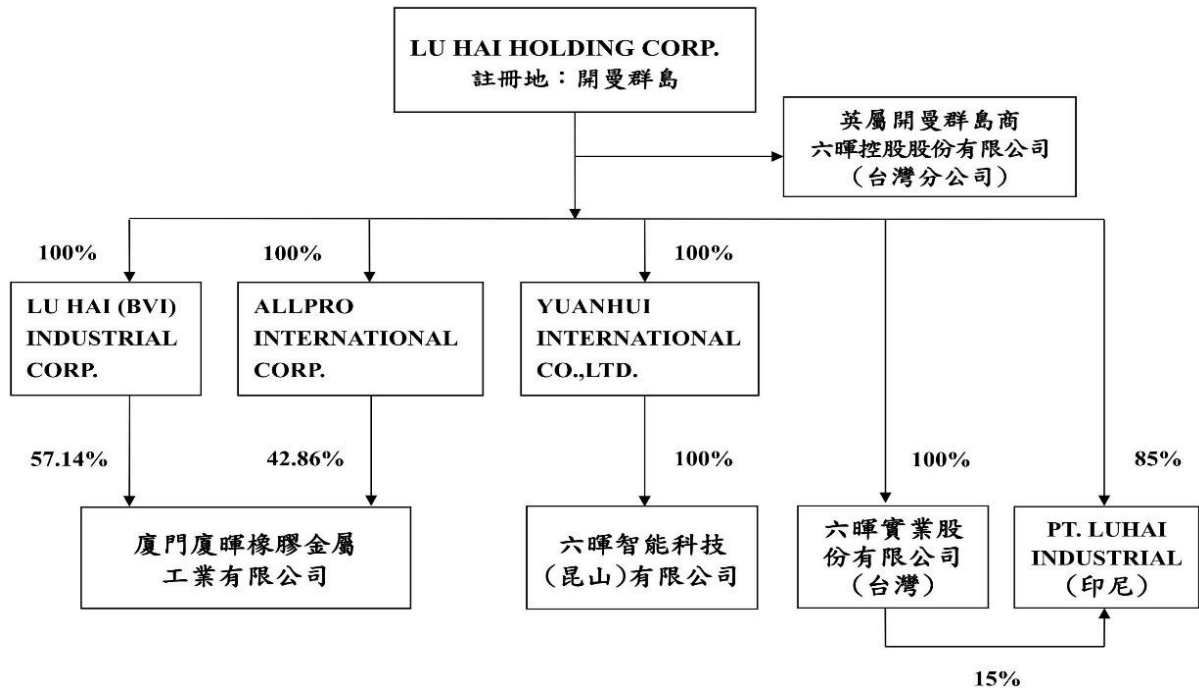 LU HAI HOLDING CORP.
註冊地：開曼群島
英屬開曼群島商
六暉控股股份有限公司
（台灣分公司）
100%
100%
100%
LU HAI (BVI)
INDUSTRIAL
CORP.
ALLPRO
INTERNATIONAL
CORP.
YUANHUI
INTERNATIONAL
CO.,LTD.
57.14%
42.86%
100%
100%
85%
廈門廈暉橡膠金屬
工業有限公司
六暉智能科技
(昆山)有限公司
六暉實業股
份有限公司
（台灣）
PT. LUHAI
INDUSTRIAL
（印尼）
15%